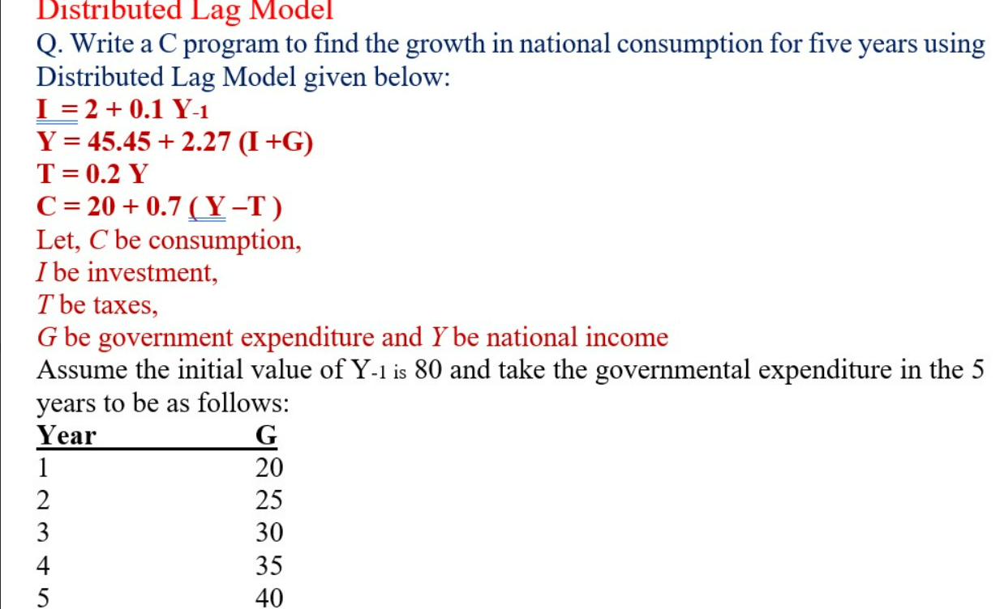 Distributed Lag Model
Q. Write a C program to find the growth in national consumption for five years using
Distributed Lag Model given below:
I = 2 + 0.1 Y-1
Y = 45.45 + 2.27 (I +G)
T = 0.2 Y
C = 20 + 0.7 ( Y –T )
Let, C be consumption,
I be investment,
T be taxes,
G be government expenditure and Y be national income
Assume the initial value of Y-1 is 80 and take the governmental expenditure in the 5
years to be as follows:
Year G
1 20
2 25
3 30
4 35
5 40